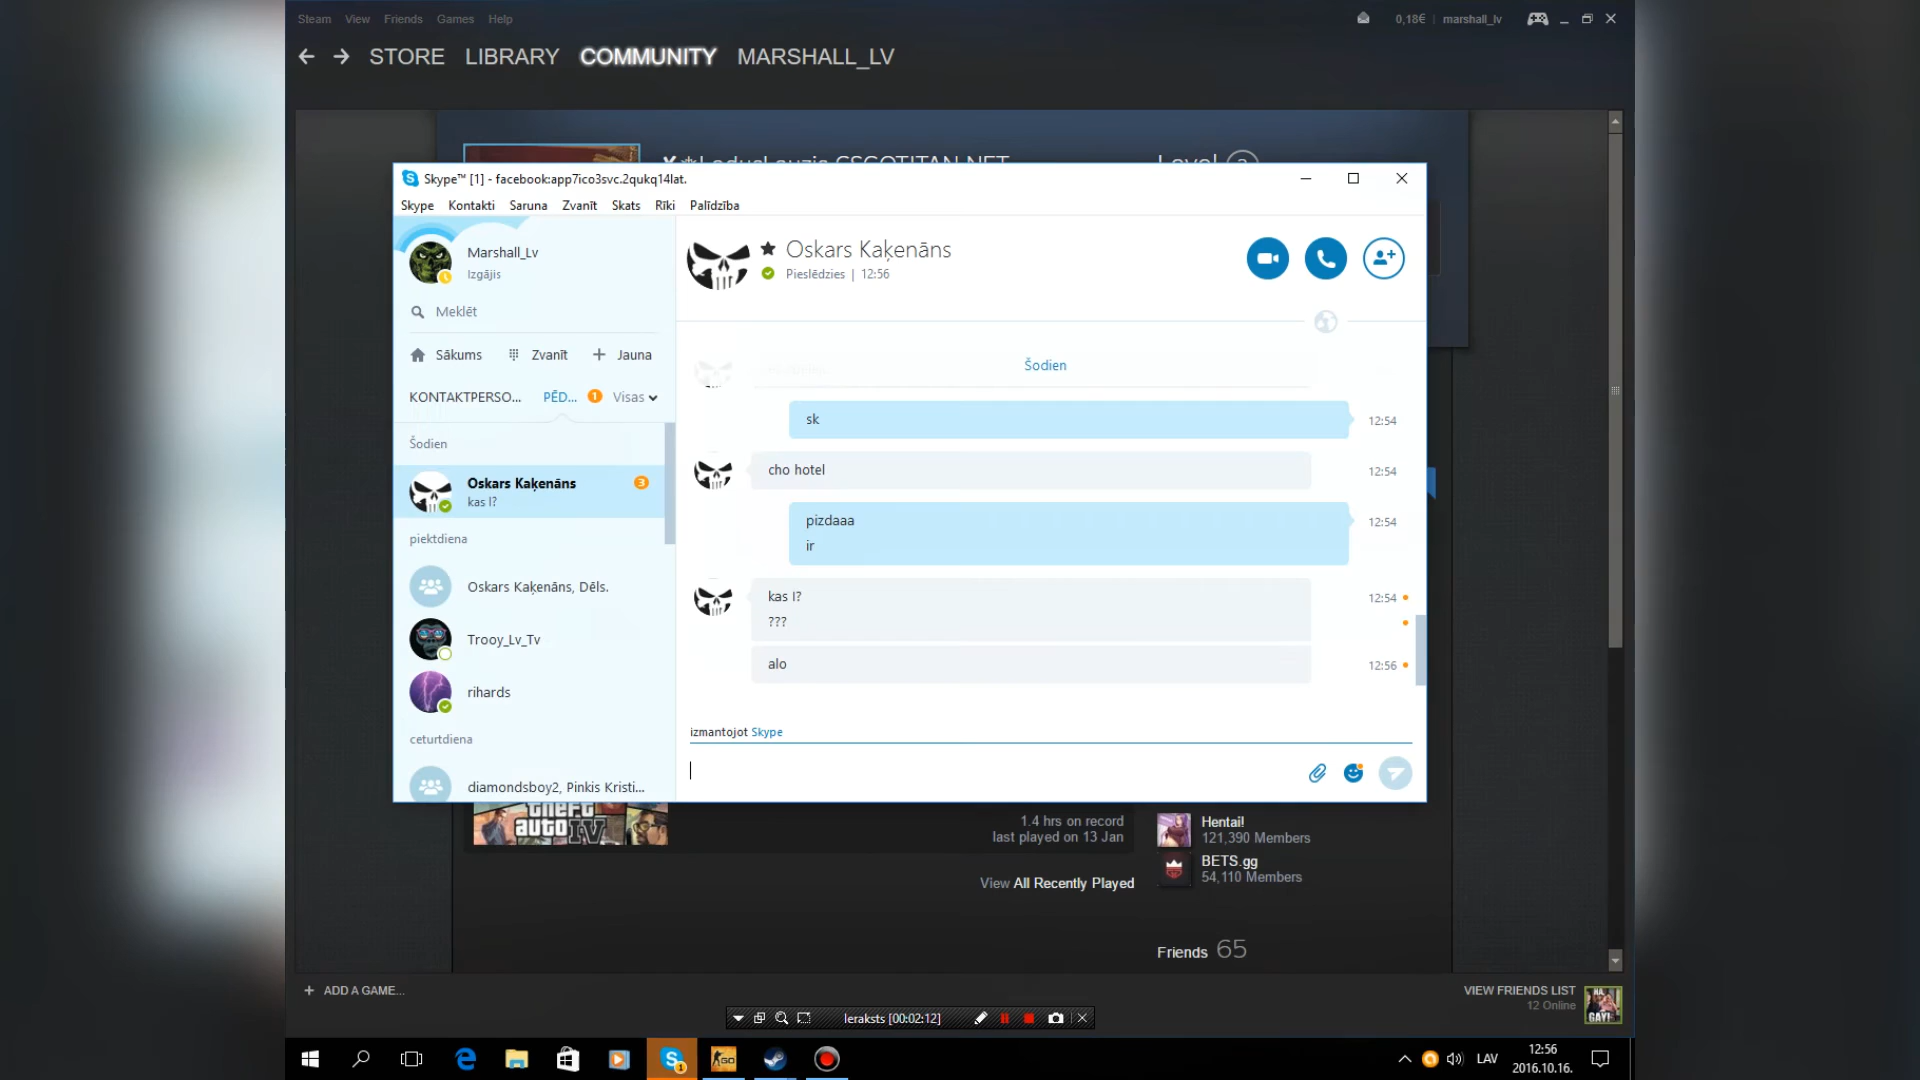 Steam View Friends Games Help
0,18€ marshall_lv
STORE LIBRARY COMMUNITY MARSHALL_LV
Skype™ [1] - facebook:app7ico3svc.2qukq14lat.
Skype Kontakti Saruna Zvanīt Skats Rīki Palīdzība
Marshall_Lv
Izgājis
Meklēt
Sākums Zvanīt Jauna
KONTAKTPERSO... PĒD... 1 Visas
Šodien
Oskars Kaķenāns 3
kas l?
piektdiena
Oskars Kaķenāns, Dēls.
Trooy_Lv_Tv
rihards
ceturtdiena
diamondsboy2, Pinkis Kristi...
Oskars Kaķenāns
Pieslēdzies | 12:56
Šodien
sk 12:54
cho hotel 12:54
pizdaaa 12:54
ir
kas l? 12:54
???
alo 12:56
izmantojot Skype
theft
auto IV
1.4 hrs on record
last played on 13 Jan
View All Recently Played
Hentai!
121,390 Members
BETS.gg
54,110 Members
Friends 65
+ ADD A GAME...
VIEW FRIENDS LIST
12 Online
GAY!
Ieraksts [00:02:12]
GO
1
LAV
12:56
2016.10.16.